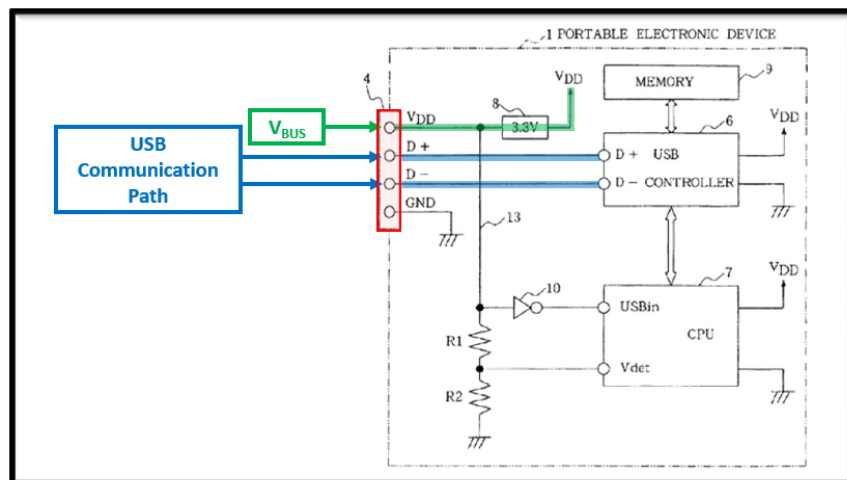 1 PORTABLE ELECTRONIC DEVICE
4
VDD
8
3.3V
VDD
MEMORY
9
VBUS
USB
Communication
Path
D +
D −
GND
D + USB
D − CONTROLLER
6
VDD
13
10
USBin
CPU
7
VDD
R1
Vdet
R2